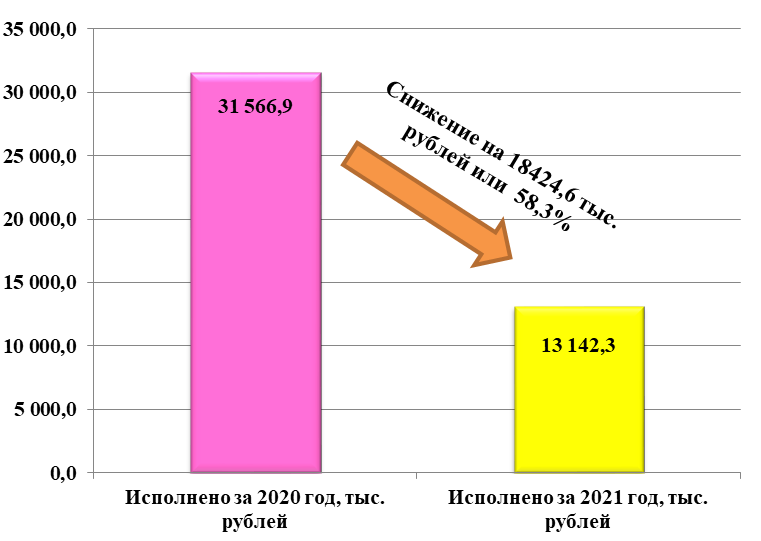 35 000,0
30 000,0
25 000,0
20 000,0
15 000,0
10 000,0
5 000,0
0,0
31 566,9
Снижение на 18424,6 тыс.
рублей или  58,3%
13 142,3
Исполнено за 2020 год, тыс.
рублей
Исполнено за 2021 год, тыс.
рублей